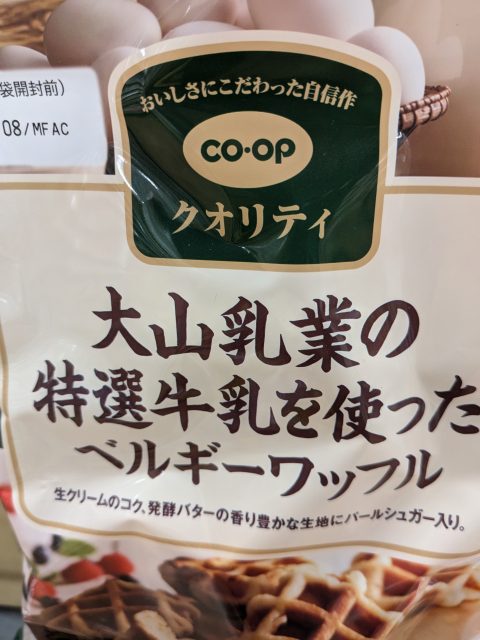 袋開封前)
08/MFAC
おいしさにこだわった自信作
CO·OP
クオリティ
大山乳業の
特選牛乳を使った
ベルギーワッフル
生クリームのコク、発酵バターの香り豊かな生地にパールシュガー入り。